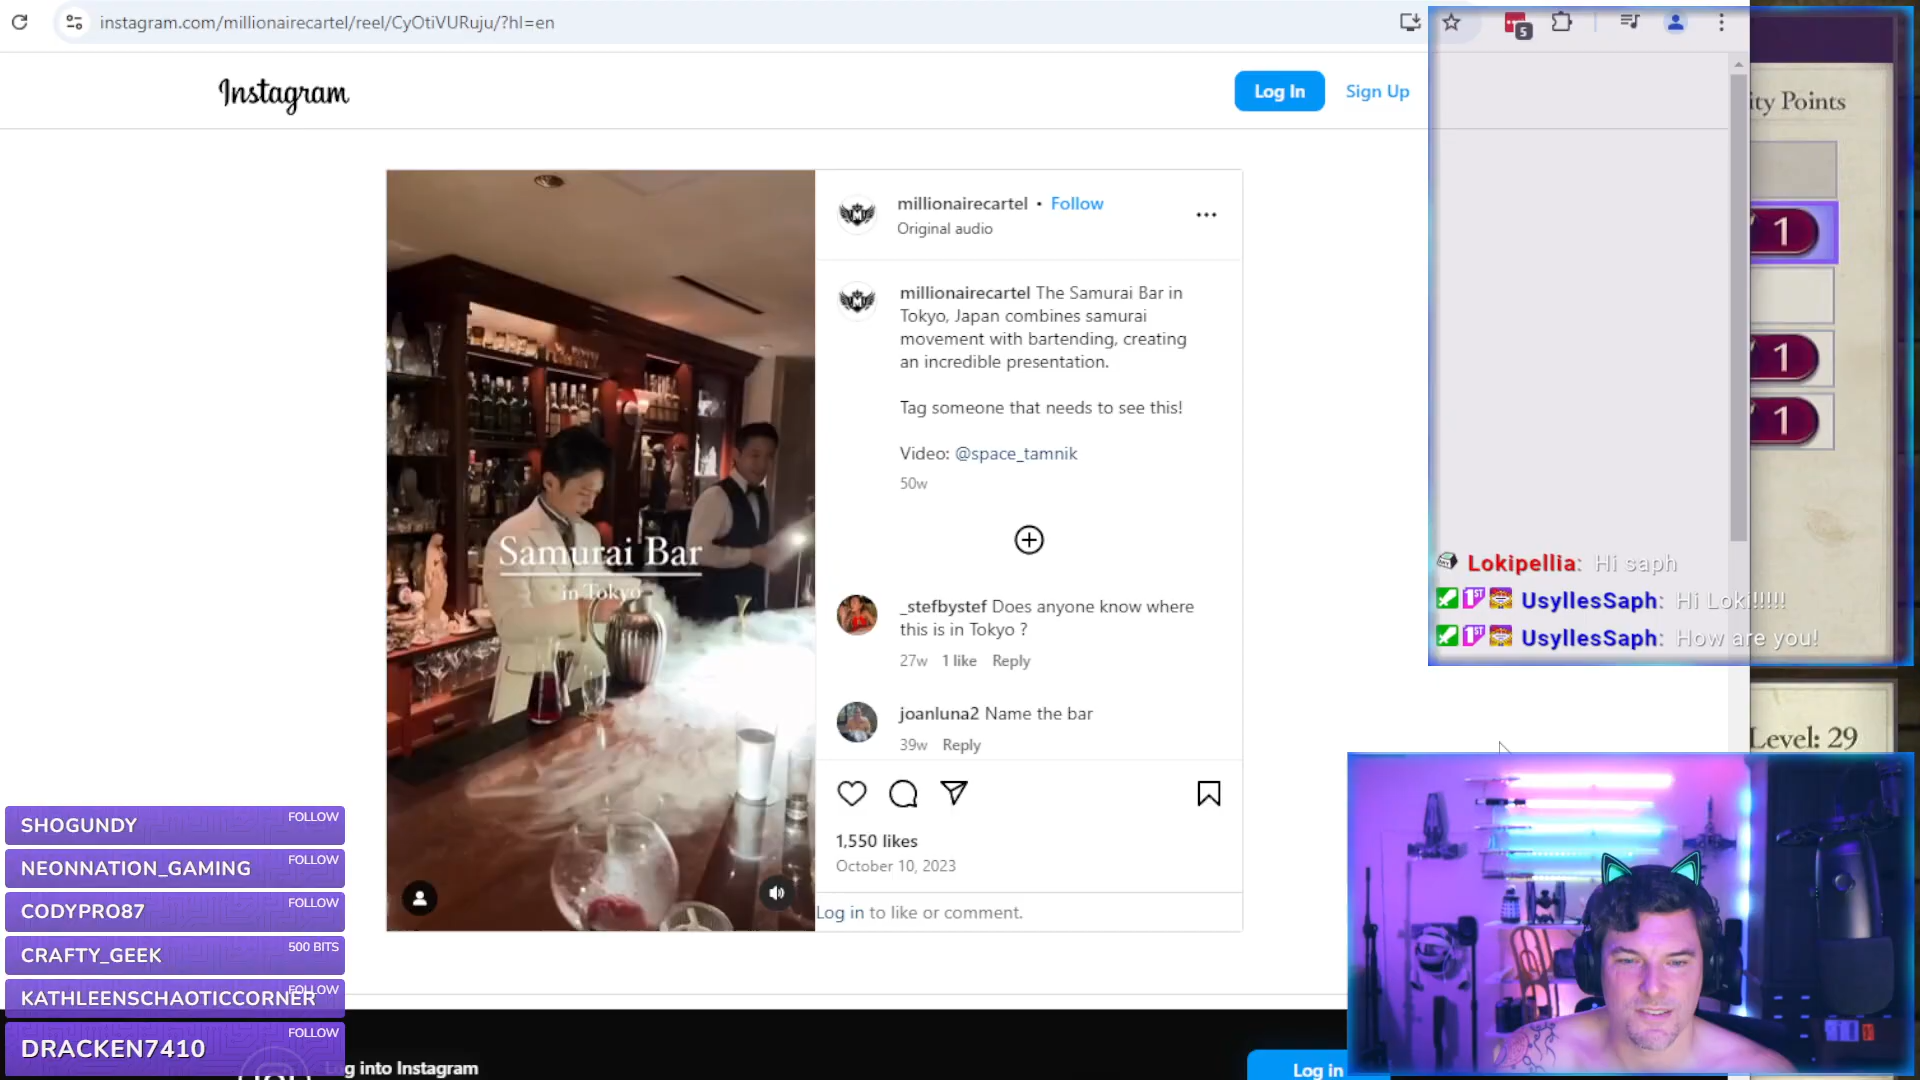 instagram.com/millionairecartel/reel/CyOtiVURuju/?hl=en
5
Instagram
Log In
Sign Up
ity Points
1
1
1
Level: 29
millionairecartel • Follow
Original audio
millionairecartel The Samurai Bar in
Tokyo, Japan combines samurai
movement with bartending, creating
an incredible presentation.
Tag someone that needs to see this!
Video: @space_tamnik
50w
_stefbystef Does anyone know where
this is in Tokyo ?
27w 1 like Reply
joanluna2 Name the bar
39w Reply
1,550 likes
October 10, 2023
Log in to like or comment.
Samurai Bar
in Tokyo
Lokipellia: Hi saph
UsyllesSaph: Hi Loki!!!!!
UsyllesSaph: How are you!
SHOGUNDY FOLLOW
NEONNATION_GAMING FOLLOW
CODYPRO87 FOLLOW
CRAFTY_GEEK 500 BITS
KATHLEENSCHAOTICCORNER FOLLOW
DRACKEN7410 FOLLOW
g into Instagram
Log in